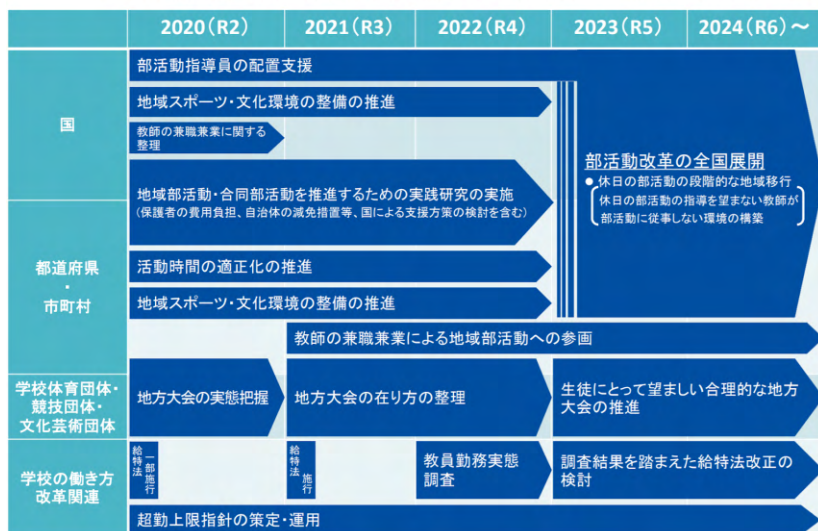 2020(R2)
2021(R3)
2022(R4)
2023(R5)
2024(R6)～
国
部活動指導員の配置支援
地域スポーツ・文化環境の整備の推進
教師の兼職兼業に関する
整理
地域部活動・合同部活動を推進するための実践研究の実施
(保護者の費用負担、自治体の減免措置等、国による支援方策の検討を含む)
部活動改革の全国展開
●休日の部活動の段階的な地域移行
休日の部活動の指導を望まない教師が
部活動に従事しない環境の構築
都道府県
・
市町村
活動時間の適正化の推進
地域スポーツ・文化環境の整備の推進
教師の兼職兼業による地域部活動への参画
学校体育団体・
競技団体・
文化芸術団体
地方大会の実態把握
地方大会の在り方の整理
生徒にとって望ましい合理的な地方
大会の推進
学校の働き方
改革関連
給特法
一部施行
給特法
施行
教員勤務実態
調査
調査結果を踏まえた給特法改正の
検討
超勤上限指針の策定・運用